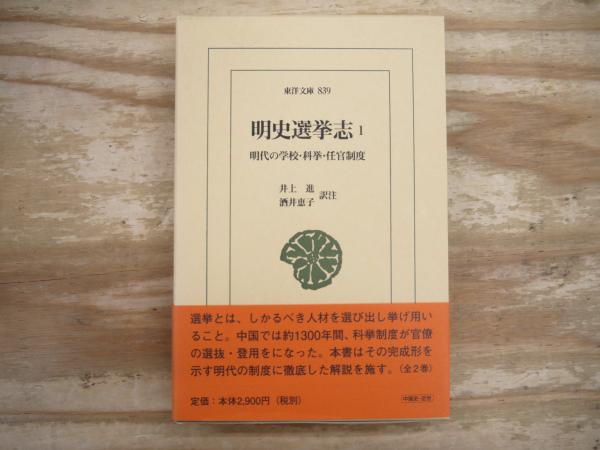 東洋文庫 839
明史選挙志 1
明代の学校・科挙・任官制度
井上 進
酒井恵子 訳注
選挙とは、しかるべき人材を選び出し挙げ用い
ること。中国では約1300年間、科挙制度が官僚
の選抜・登用をになった。本書はその完成形を
示す明代の制度に徹底した解説を施す。(全2巻)
定価:本体2,900円(税別)
中国史・近世